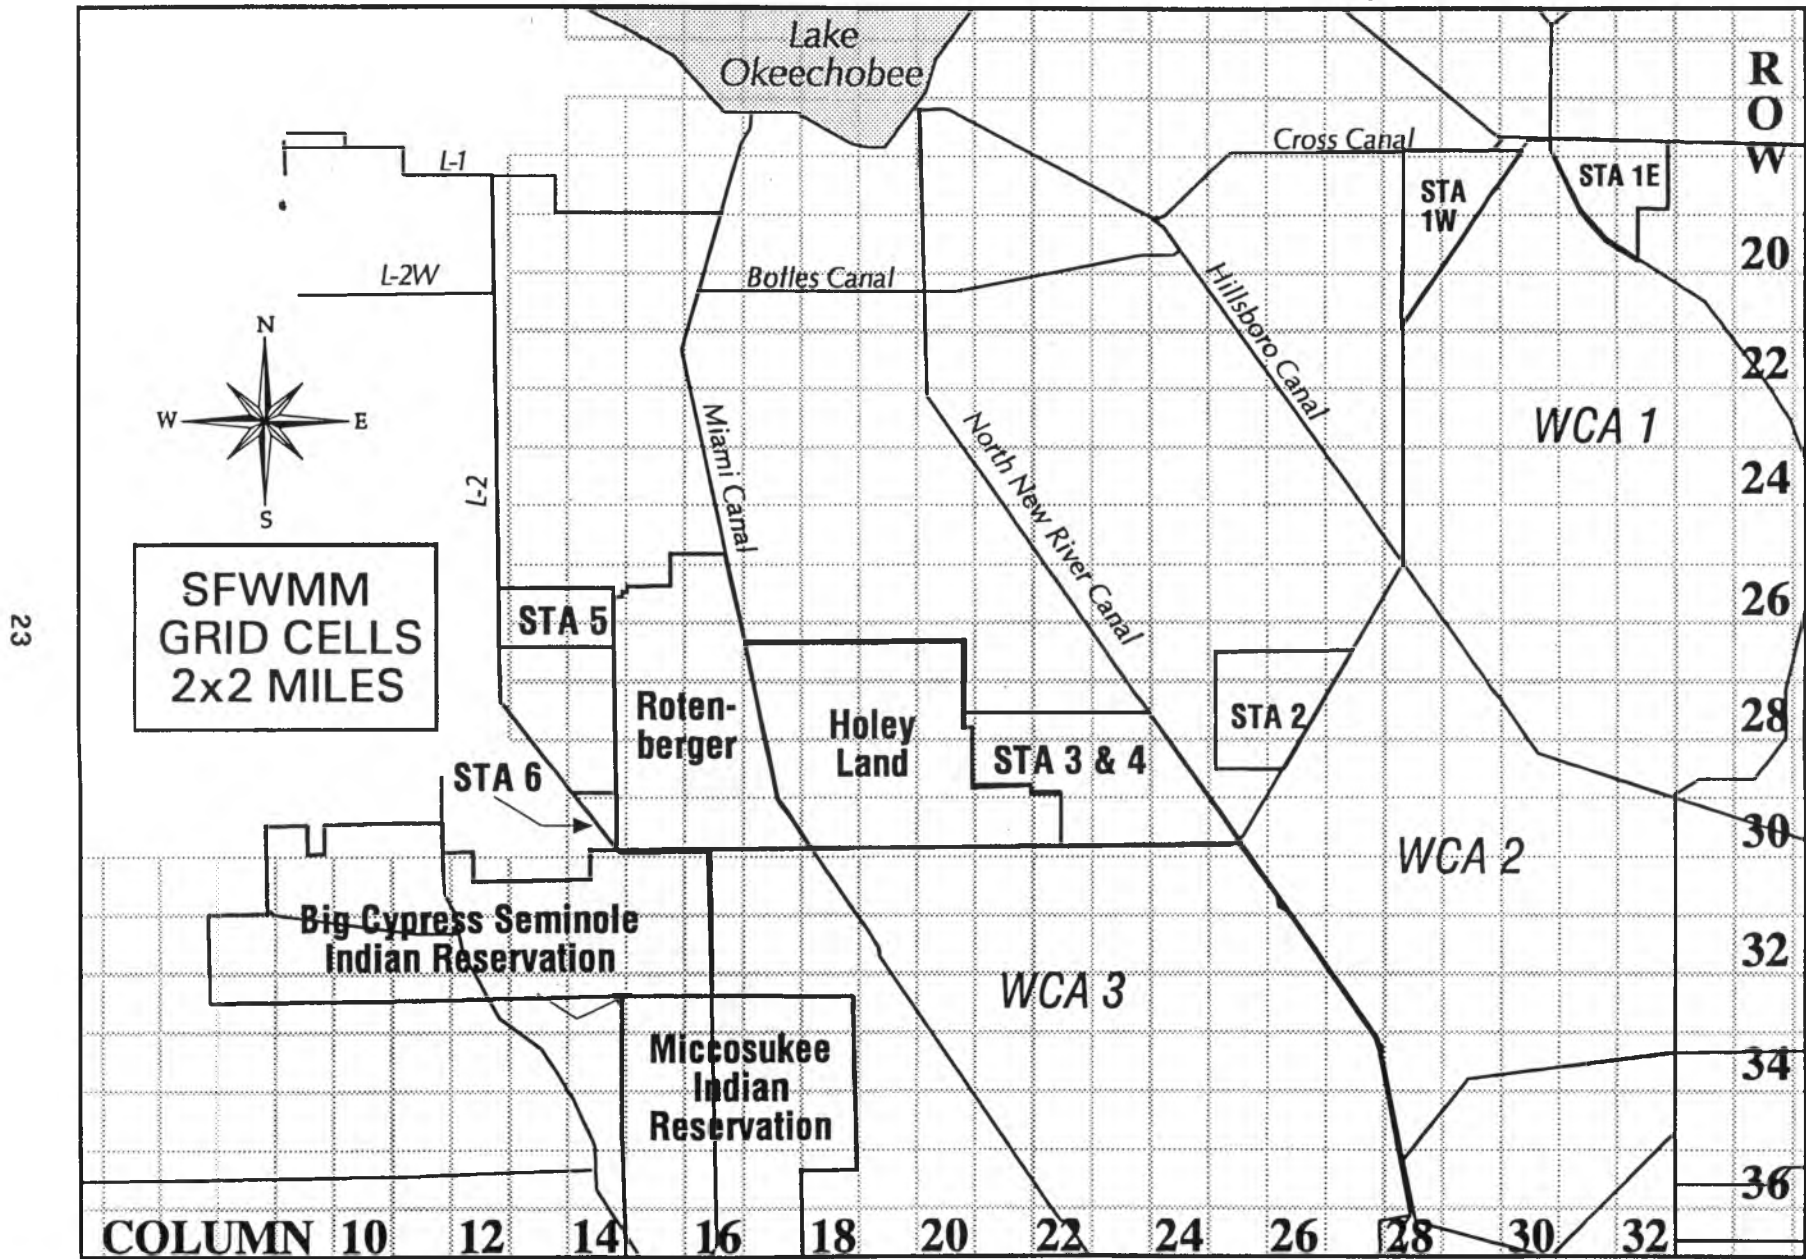 Lake
Okeechobee
R
O
W
Cross Canal
L-1
STA
1W
STA 1E
20
L-2W
Bolles Canal
Hillsboro Canal
N
W
E
S
22
Miami Canal
North New River Canal
WCA 1
L-2
24
SFWMM
GRID CELLS
2x2 MILES
STA 5
26
23
Roten-
berger
Holey
Land
STA 2
28
STA 3 & 4
STA 6
30
WCA 2
Big Cypress Seminole
Indian Reservation
32
WCA 3
Miccosukee
Indian
Reservation
34
36
COLUMN 10 12 14 16 18 20 22 24 26 28 30 32